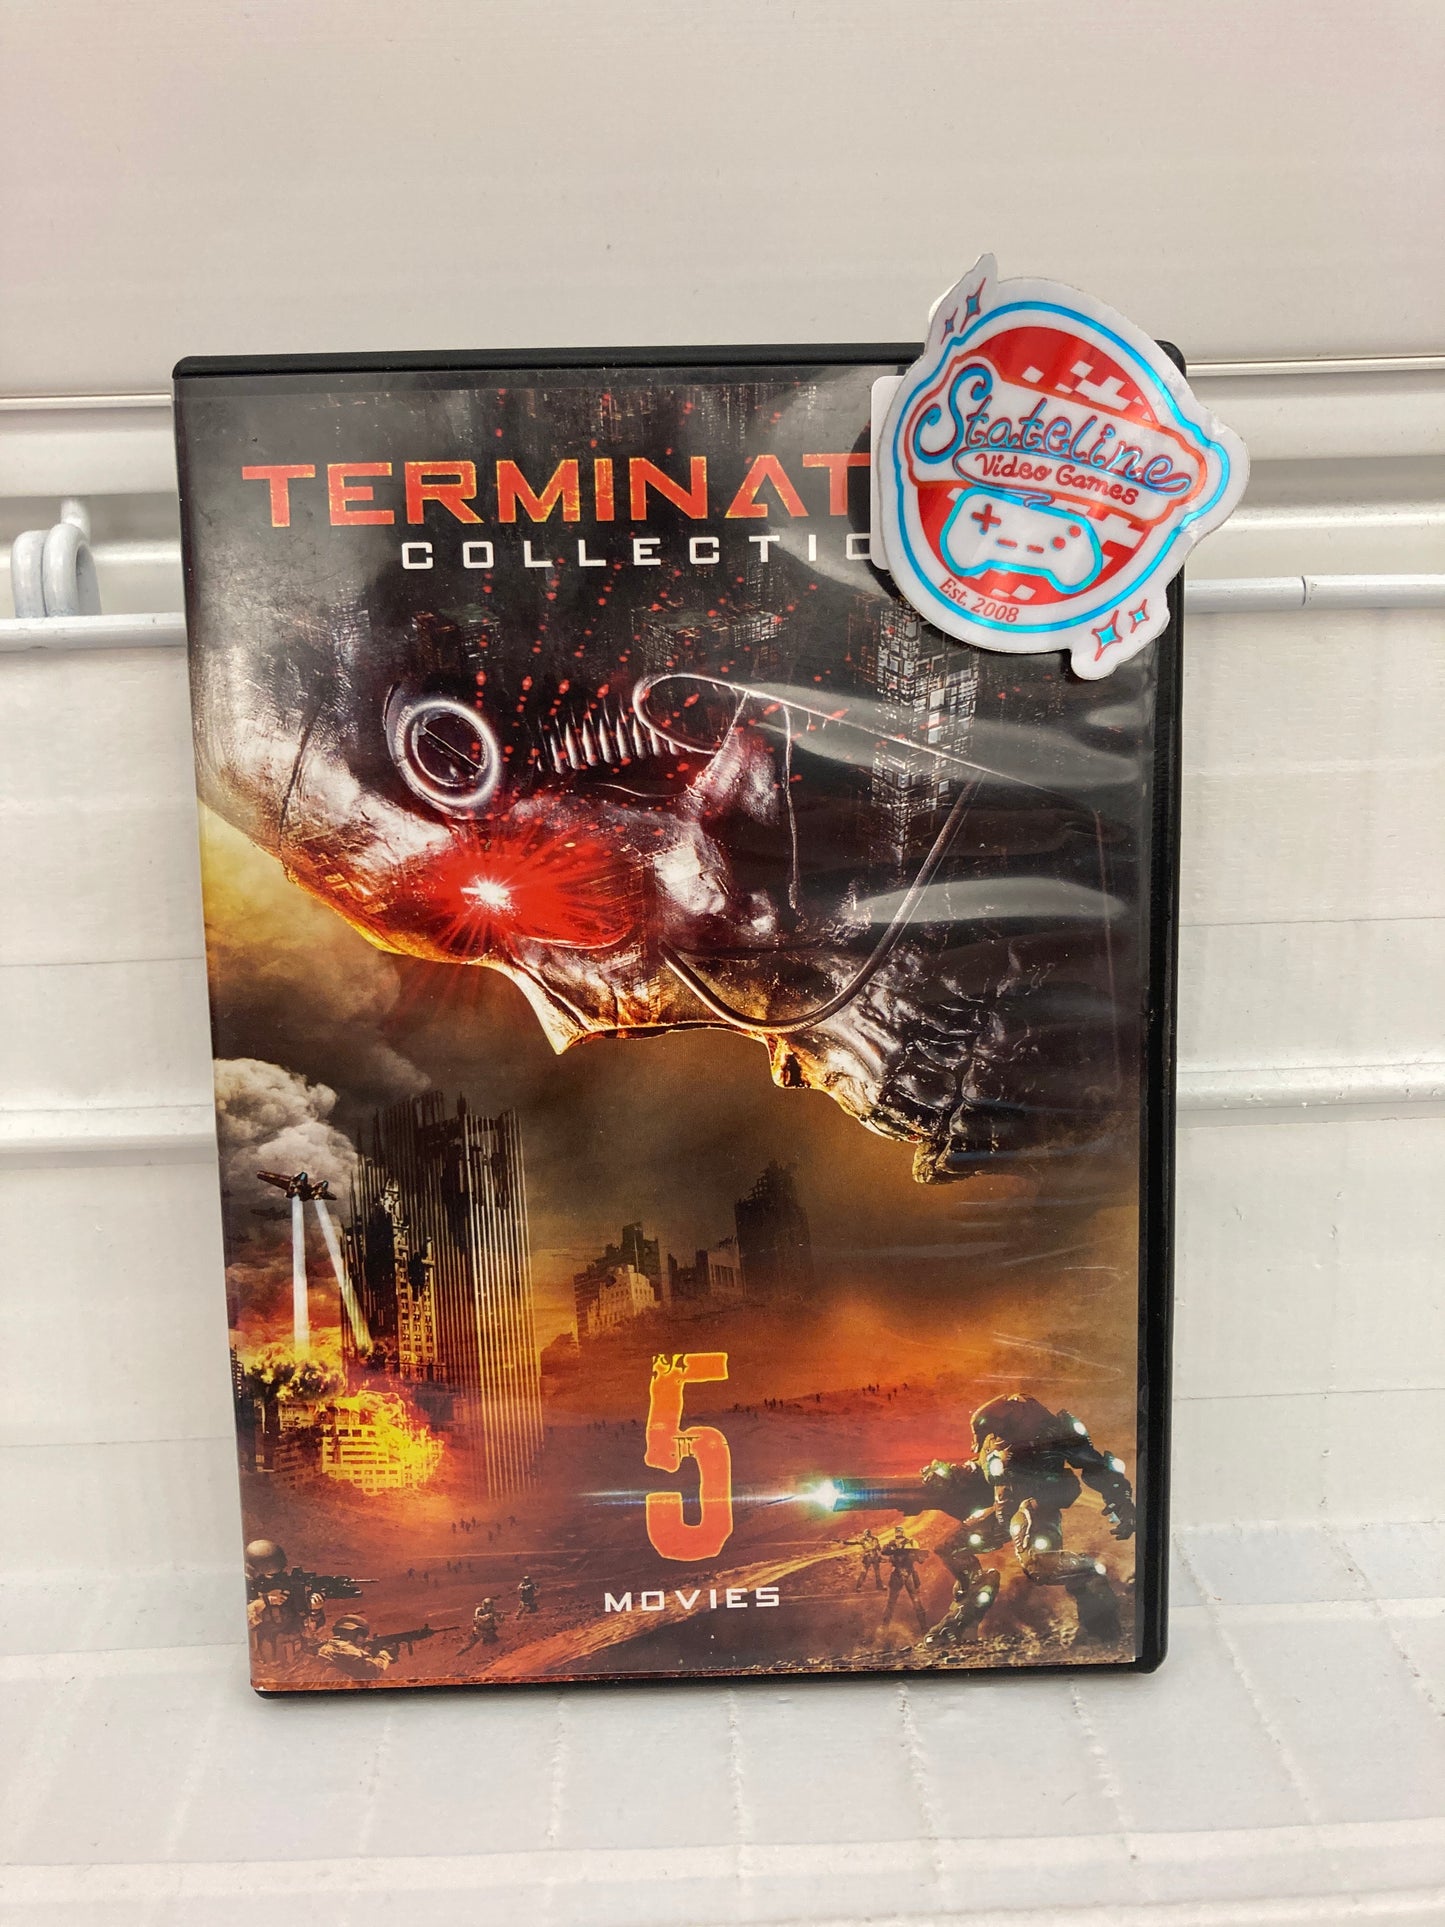 TERMINAT
COLLECTIO
Stateline
Video Games
Est. 2008
5
MOVIES